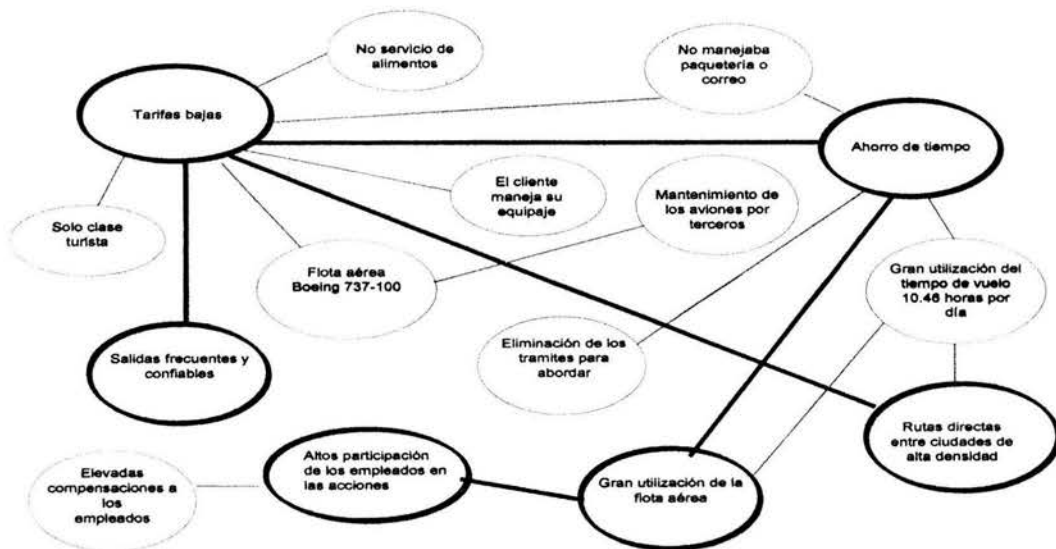 No servicio de
alimentos
No manejaba
paquetería o
correo
Tarifas bajas
Ahorro de tiempo
El cliente
maneja su
equipaje
Mantenimiento de
los aviones por
terceros
Solo clase
turista
Flota aérea
Boeing 737-100
Gran utilización del
tiempo de vuelo
10.46 horas por
día
Salidas frecuentes y
confiables
Eliminación de los
tramites para
abordar
Rutas directas
entre ciudades de
alta densidad
Altos participación
de los empleados en
las acciones
Gran utilización de la
flota aérea
Elevadas
compensaciones a
los
empleados